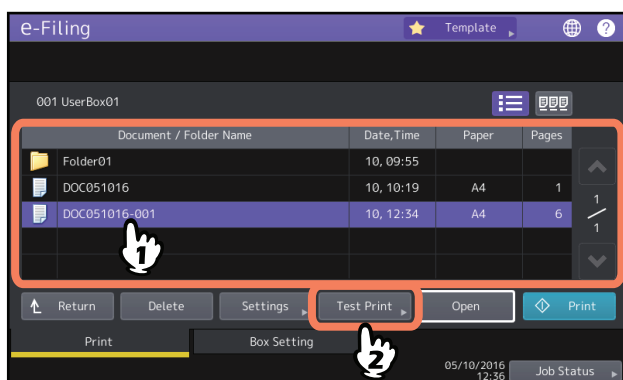 e-Filing
Template
?
001 UserBox01
Document / Folder Name Date,Time Paper Pages
Folder01 10, 09:55
DOC051016 10, 10:19 A4 1
DOC051016-001 10, 12:34 A4 6
1
1
1
Return Delete Settings Test Print Open Print
2
Print Box Setting
05/10/2016
12:36
Job Status